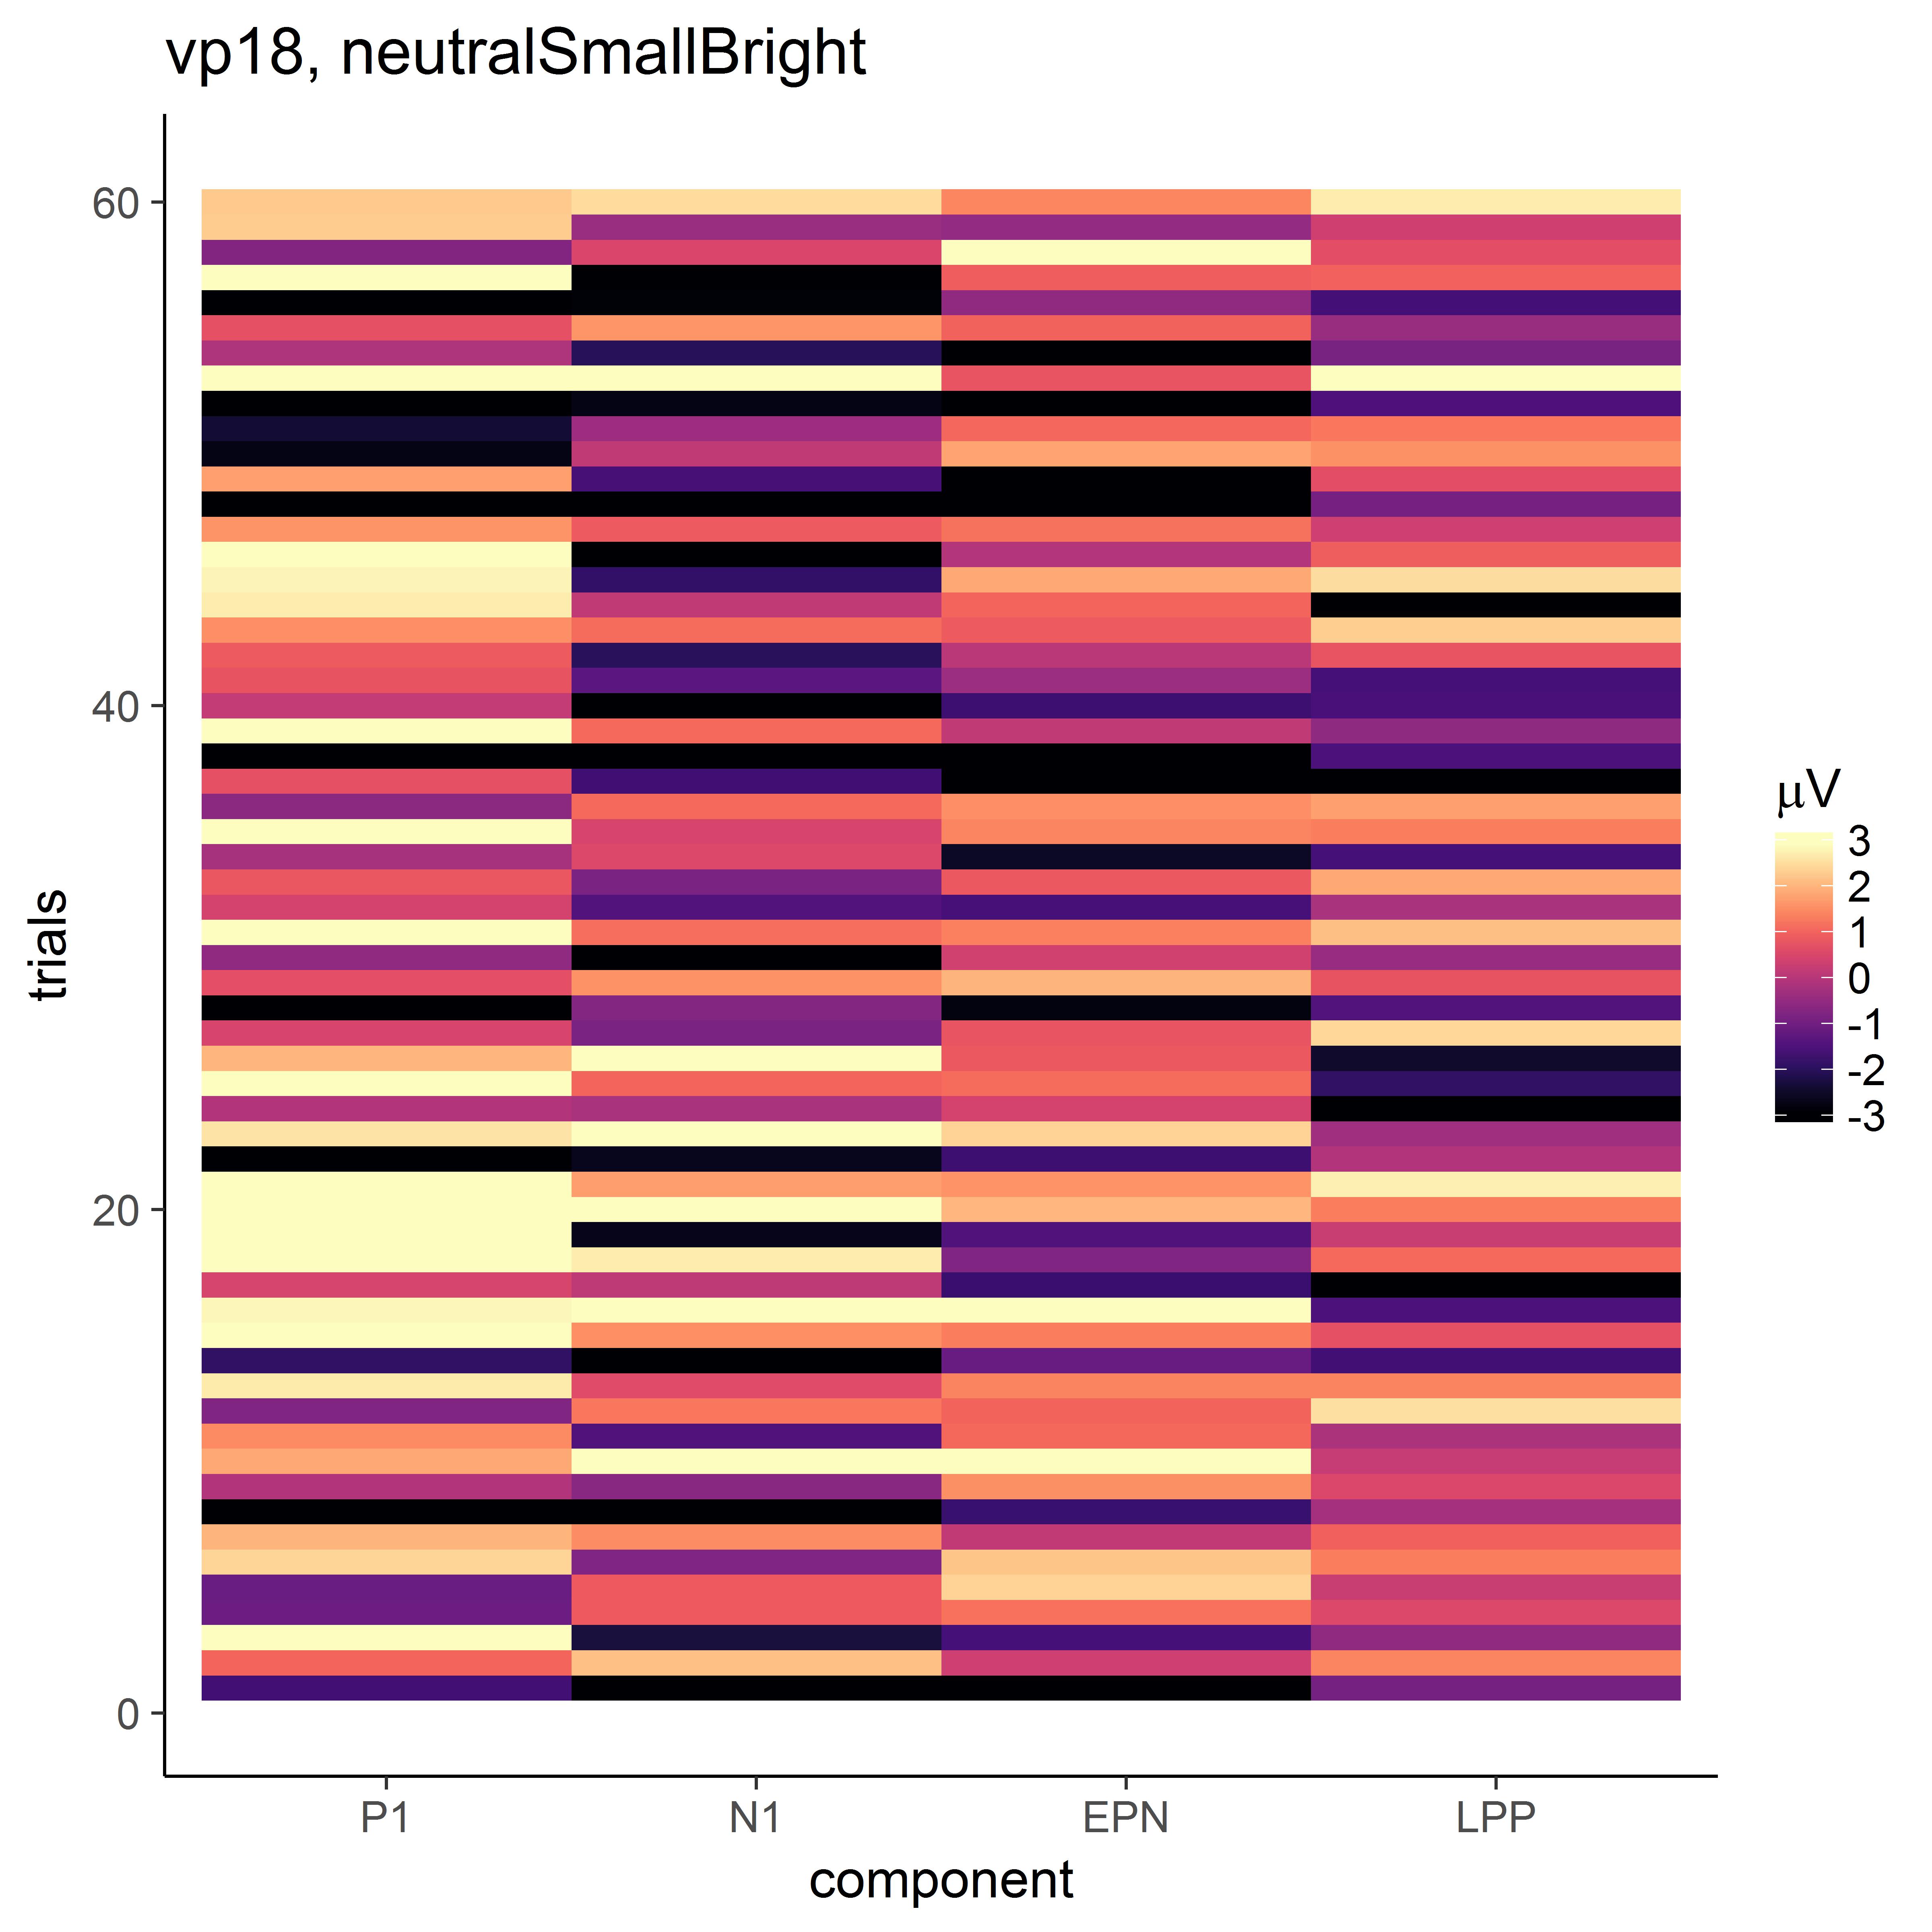 vp18, neutralSmallBright
60
40
20
0
trials
P1 N1 EPN LPP
component
μV
3
2
1
0
-1
-2
-3